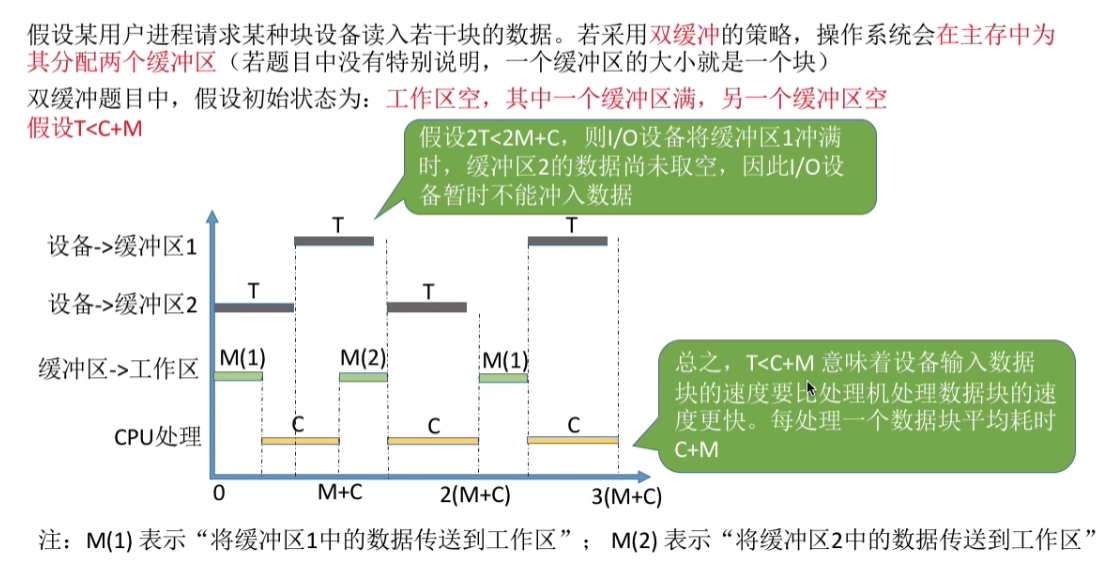 假设某用户进程请求某种块设备读入若干块的数据。若采用双缓冲的策略，操作系统会在主存中为
其分配两个缓冲区（若题目中没有特别说明，一个缓冲区的大小就是一个块）
双缓冲题目中，假设初始状态为：工作区空，其中一个缓冲区满，另一个缓冲区空
假设T<C+M
假设2T<2M+C，则I/O设备将缓冲区1冲满
时，缓冲区2的数据尚未取空，因此I/O设
备暂时不能冲入数据
设备->缓冲区1
T
T
设备->缓冲区2
T
T
缓冲区->工作区
M(1)
M(2)
M(1)
CPU处理
C
C
C
总之，T<C+M 意味着设备输入数据
块的速度要比处理机处理数据块的速
度更快。每处理一个数据块平均耗时
C+M
0
M+C
2(M+C)
3(M+C)
注：M(1) 表示“将缓冲区1中的数据传送到工作区”； M(2) 表示“将缓冲区2中的数据传送到工作区”